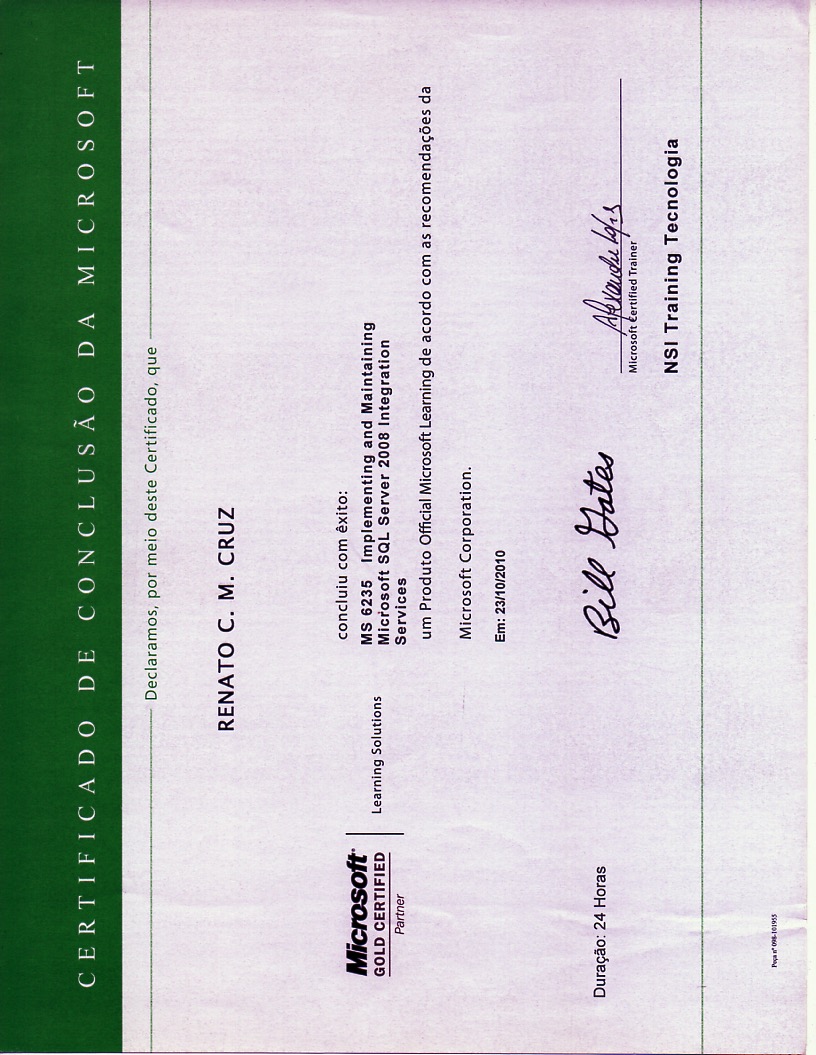 CERTIFICADO DE CONCLUSÃO DA MICROSOFT
Declaramos, por meio deste Certificado, que
RENATO C. M. CRUZ
Microsoft
GOLD CERTIFIED
Partner
Learning Solutions
concluiu com êxito:
MS 6235 Implementing and Maintaining
Microsoft SQL Server 2008 Integration
Services
um Produto Official Microsoft Learning de acordo com as recomendações da
Microsoft Corporation.
Em: 23/10/2010
Duração: 24 Horas
Bill Gates
Microsoft Certified Trainer
NSI Training Tecnologia
Peça nº 098-101955